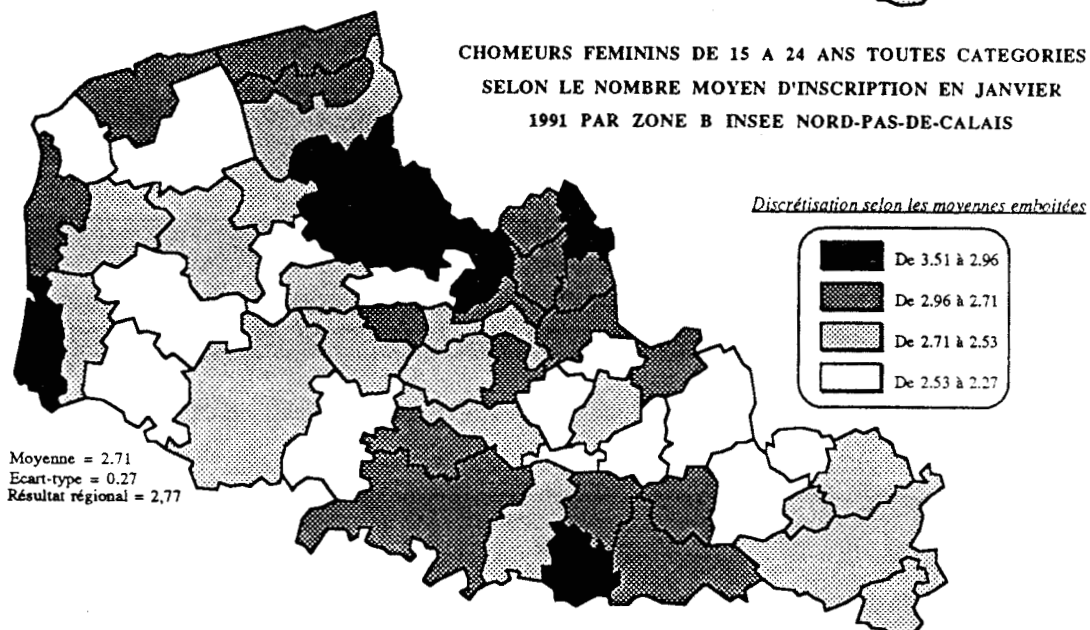 CHOMEURS FEMININS DE 15 A 24 ANS TOUTES CATEGORIES
SELON LE NOMBRE MOYEN D'INSCRIPTION EN JANVIER
1991 PAR ZONE B INSEE NORD-PAS-DE-CALAIS
Discrétisation selon les moyennes emboitées
De 3.51 à 2.96
De 2.96 à 2.71
De 2.71 à 2.53
De 2.53 à 2.27
Moyenne = 2.71
Ecart-type = 0.27
Résultat régional = 2,77